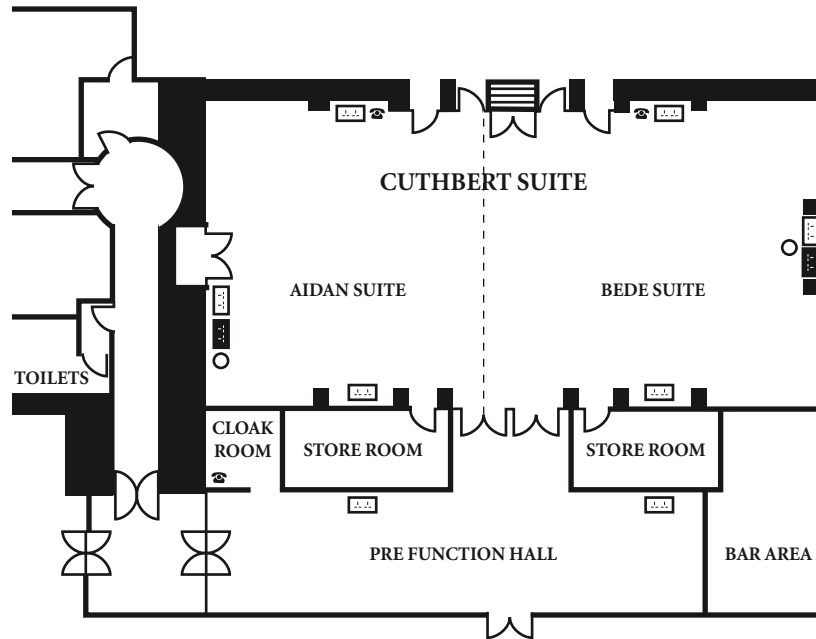 CUTHBERT SUITE
AIDAN SUITE
BEDE SUITE
TOILETS
CLOAK
ROOM
STORE ROOM
STORE ROOM
PRE FUNCTION HALL
BAR AREA